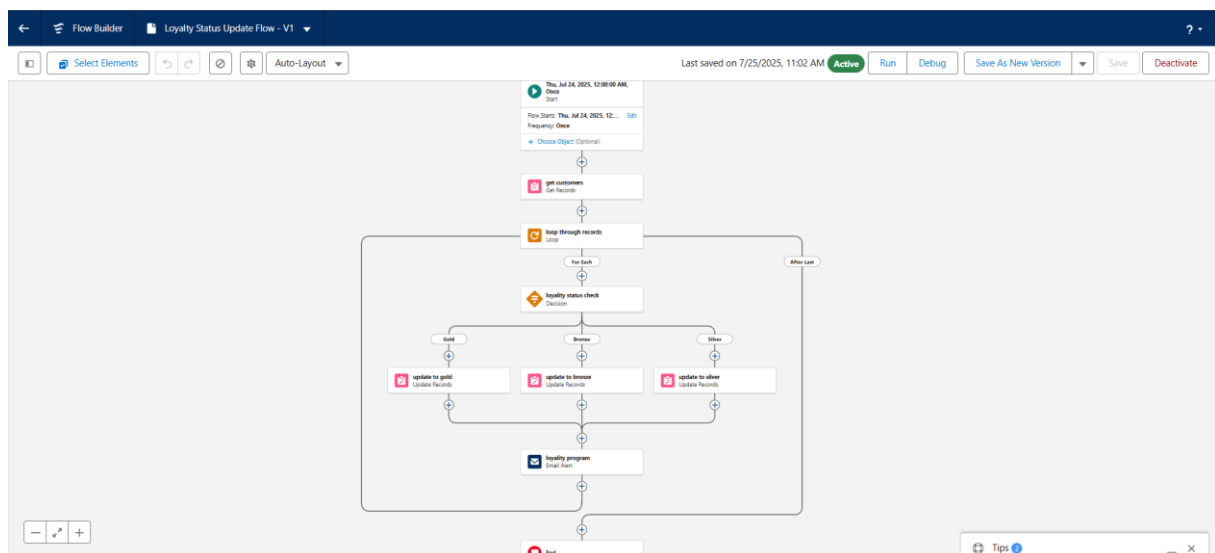 Flow Builder
Loyalty Status Update Flow - V1
?
Select Elements
Auto-Layout
Last saved on 7/25/2025, 11:02 AM
Active
Run
Debug
Save As New Version
Save
Deactivate
Thu, Jul 24, 2025, 12:00:00 AM,
Once
Start
Flow Starts: Thu, Jul 24, 2025, 12:... Edit
Frequency: Once
+ Choose Object (Optional)
get customers
Get Records
loop through records
Loop
For Each
After Last
loyality status check
Decision
Gold
Bronze
Silver
update to gold
Update Records
update to bronze
Update Records
update to silver
Update Records
loyality program
Email Alert
End
Tips 2